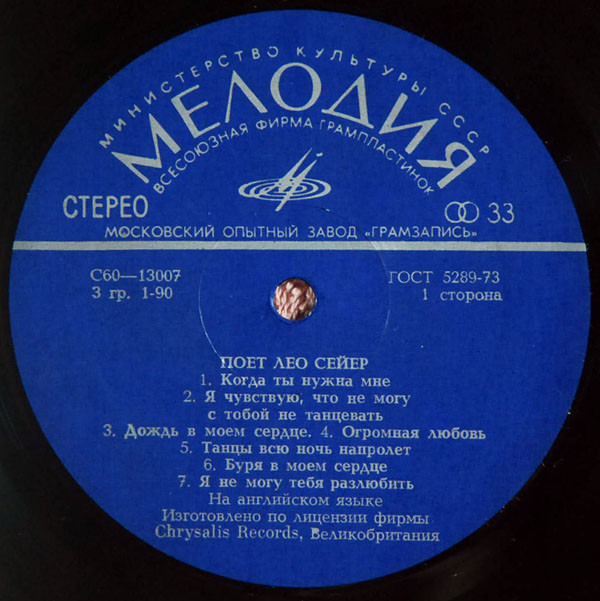 МИНИСТЕРСТВО КУЛЬТУРЫ СССР
МЕЛОДИЯ
ВСЕСОЮЗНАЯ ФИРМА ГРАМПЛАСТИНОК
СТЕРЕО
33
МОСКОВСКИЙ ОПЫТНЫЙ ЗАВОД «ГРАМЗАПИСЬ»
С60—13007
ГОСТ 5289-73
3 гр. 1-90
1 сторона
ПОЕТ ЛЕО СЕЙЕР
1. Когда ты нужна мне
2. Я чувствую, что не могу
с тобой не танцевать
3. Дождь в моем сердце. 4. Огромная любовь
5. Танцы всю ночь напролет
6. Буря в моем сердце
7. Я не могу тебя разлюбить
На английском языке
Изготовлено по лицензии фирмы
Chrysalis Records, Великобритания